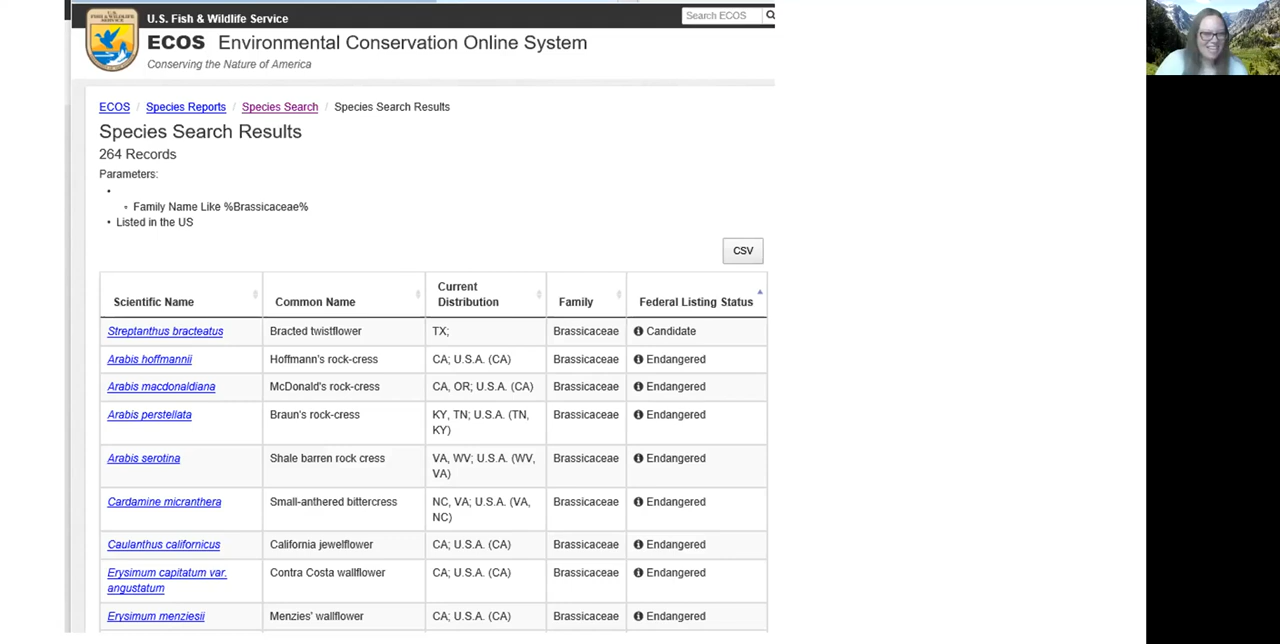 U.S. Fish & Wildlife Service
Search ECOS
ECOS Environmental Conservation Online System
Conserving the Nature of America
ECOS / Species Reports / Species Search / Species Search Results
Species Search Results
264 Records
Parameters:
Family Name Like %Brassicaceae%
Listed in the US
CSV
Scientific Name Common Name Current Distribution Family Federal Listing Status
Streptanthus bracteatus Bracted twistflower TX; Brassicaceae Candidate
Arabis hoffmannii Hoffmann's rock-cress CA; U.S.A. (CA) Brassicaceae Endangered
Arabis macdonaldiana McDonald's rock-cress CA, OR; U.S.A. (CA) Brassicaceae Endangered
Arabis perstellata Braun's rock-cress KY, TN; U.S.A. (TN, KY) Brassicaceae Endangered
Arabis serotina Shale barren rock cress VA, WV; U.S.A. (WV, VA) Brassicaceae Endangered
Cardamine micranthera Small-anthered bittercress NC, VA; U.S.A. (VA, NC) Brassicaceae Endangered
Caulanthus californicus California jewelflower CA; U.S.A. (CA) Brassicaceae Endangered
Erysimum capitatum var. angustatum Contra Costa wallflower CA; U.S.A. (CA) Brassicaceae Endangered
Erysimum menziesii Menzies' wallflower CA; U.S.A. (CA) Brassicaceae Endangered